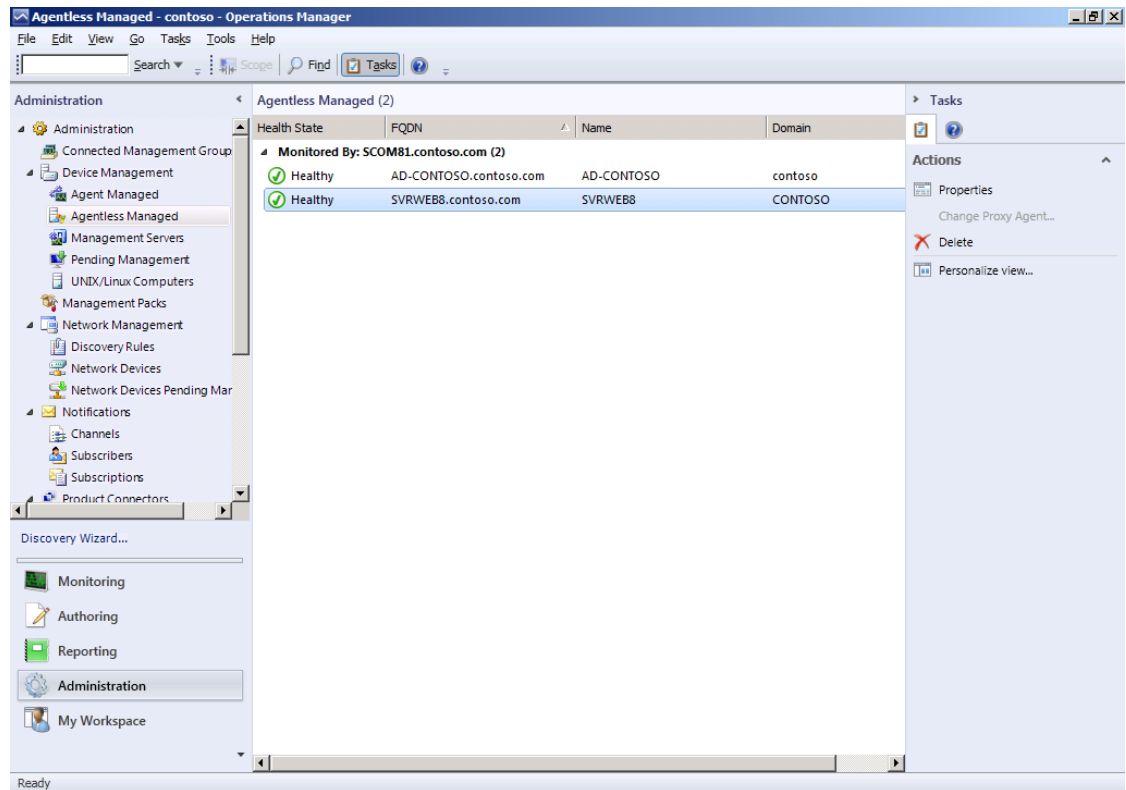 Agentless Managed - contoso - Operations Manager
File Edit View Go Tasks Tools Help
Search Scope Find Tasks
Administration
Administration
Connected Management Group
Device Management
Agent Managed
Agentless Managed
Management Servers
Pending Management
UNIX/Linux Computers
Management Packs
Network Management
Discovery Rules
Network Devices
Network Devices Pending Mar
Notifications
Channels
Subscribers
Subscriptions
Product Connectors
Discovery Wizard...
Monitoring
Authoring
Reporting
Administration
My Workspace
Agentless Managed (2)
Health State FQDN Name Domain
Monitored By: SCOM81.contoso.com (2)
Healthy AD-CONTOSO.contoso.com AD-CONTOSO contoso
Healthy SVRWEB8.contoso.com SVRWEB8 CONTOSO
Tasks
Actions
Properties
Change Proxy Agent...
Delete
Personalize view...
Ready